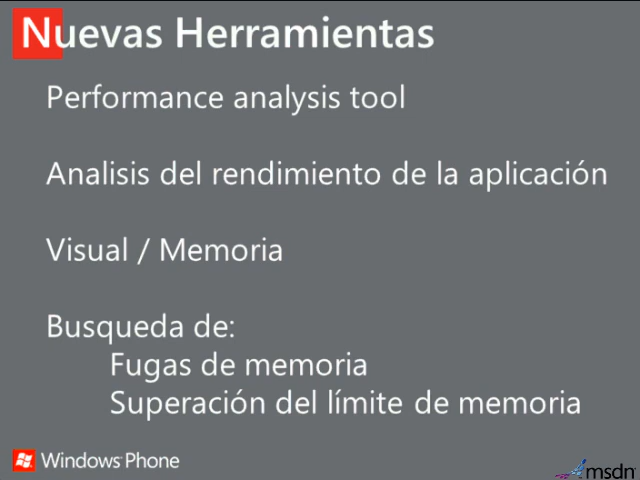 Nuevas Herramientas
Performance analysis tool
Analisis del rendimiento de la aplicación
Visual / Memoria
Busqueda de:
Fugas de memoria
Superación del límite de memoria
Windows Phone
msdn